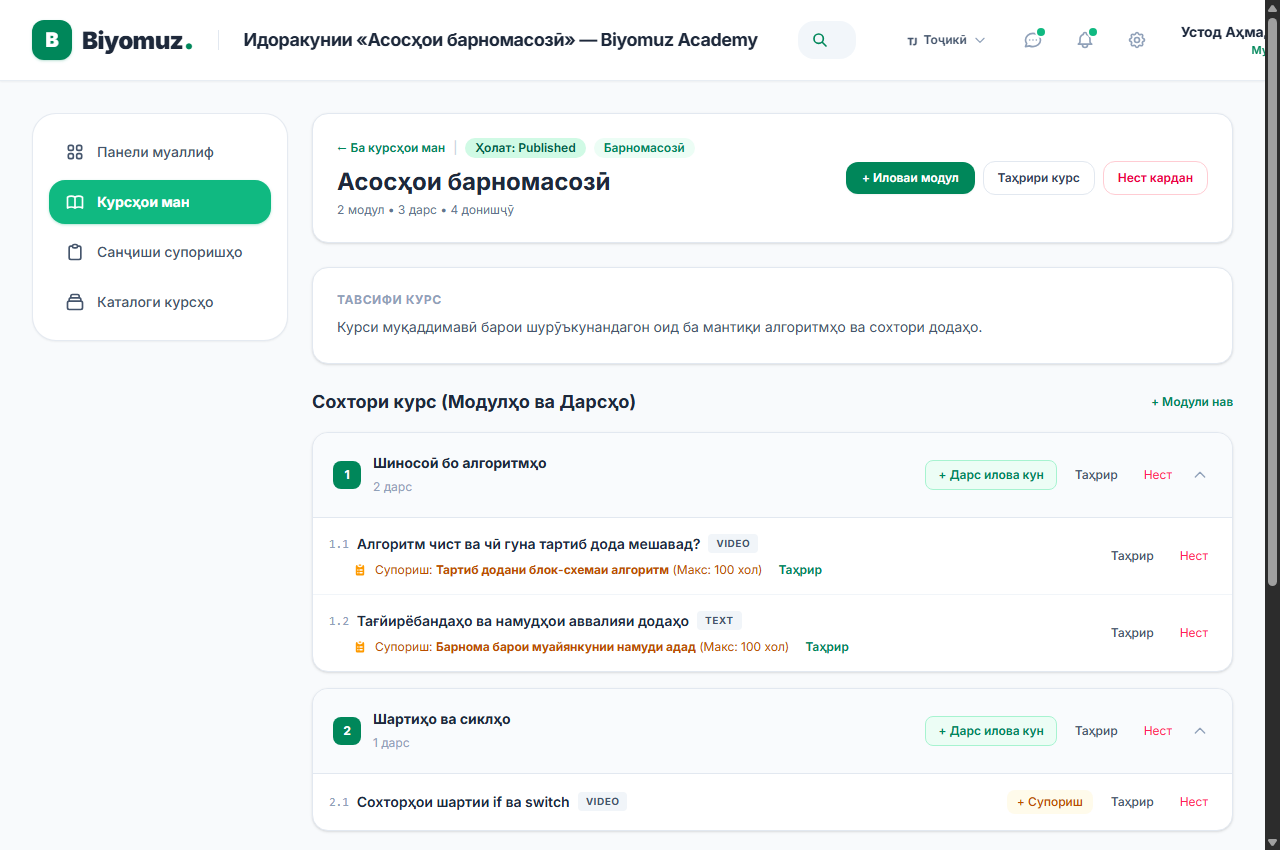 B Biyomuz. Идоракунии «Асосҳои барномасозӣ» — Biyomuz Academy TJ Тоҷикӣ Устод Аҳмад
Му
Панели муаллиф
Курсҳои ман
Санҷиши супоришҳо
Каталоги курсҳо
← Ба курсҳои ман | Ҳолат: Published Барномасозӣ
Асосҳои барномасозӣ
2 модул • 3 дарс • 4 донишҷӯ
+ Иловаи модул Таҳрири курс Нест кардан
ТАВСИФИ КУРС
Курси муқаддимавӣ барои шурӯъкунандагон оид ба мантиқи алгоритмҳо ва сохтори додаҳо.
Сохтори курс (Модулҳо ва Дарсҳо) + Модули нав
1 Шиносоӣ бо алгоритмҳо
2 дарс
+ Дарс илова кун Таҳрир Нест
1.1 Алгоритм чист ва чӣ гуна тартиб дода мешавад? VIDEO
Супориш: Тартиб додани блок-схемаи алгоритм (Макс: 100 хол) Таҳрир
Таҳрир Нест
1.2 Тағйирёбандаҳо ва намудҳои аввалияи додаҳо TEXT
Супориш: Барнома барои муайянкунии намуди адад (Макс: 100 хол) Таҳрир
Таҳрир Нест
2 Шартиҳо ва сиклҳо
1 дарс
+ Дарс илова кун Таҳрир Нест
2.1 Сохторҳои шартии if ва switch VIDEO + Супориш Таҳрир Нест